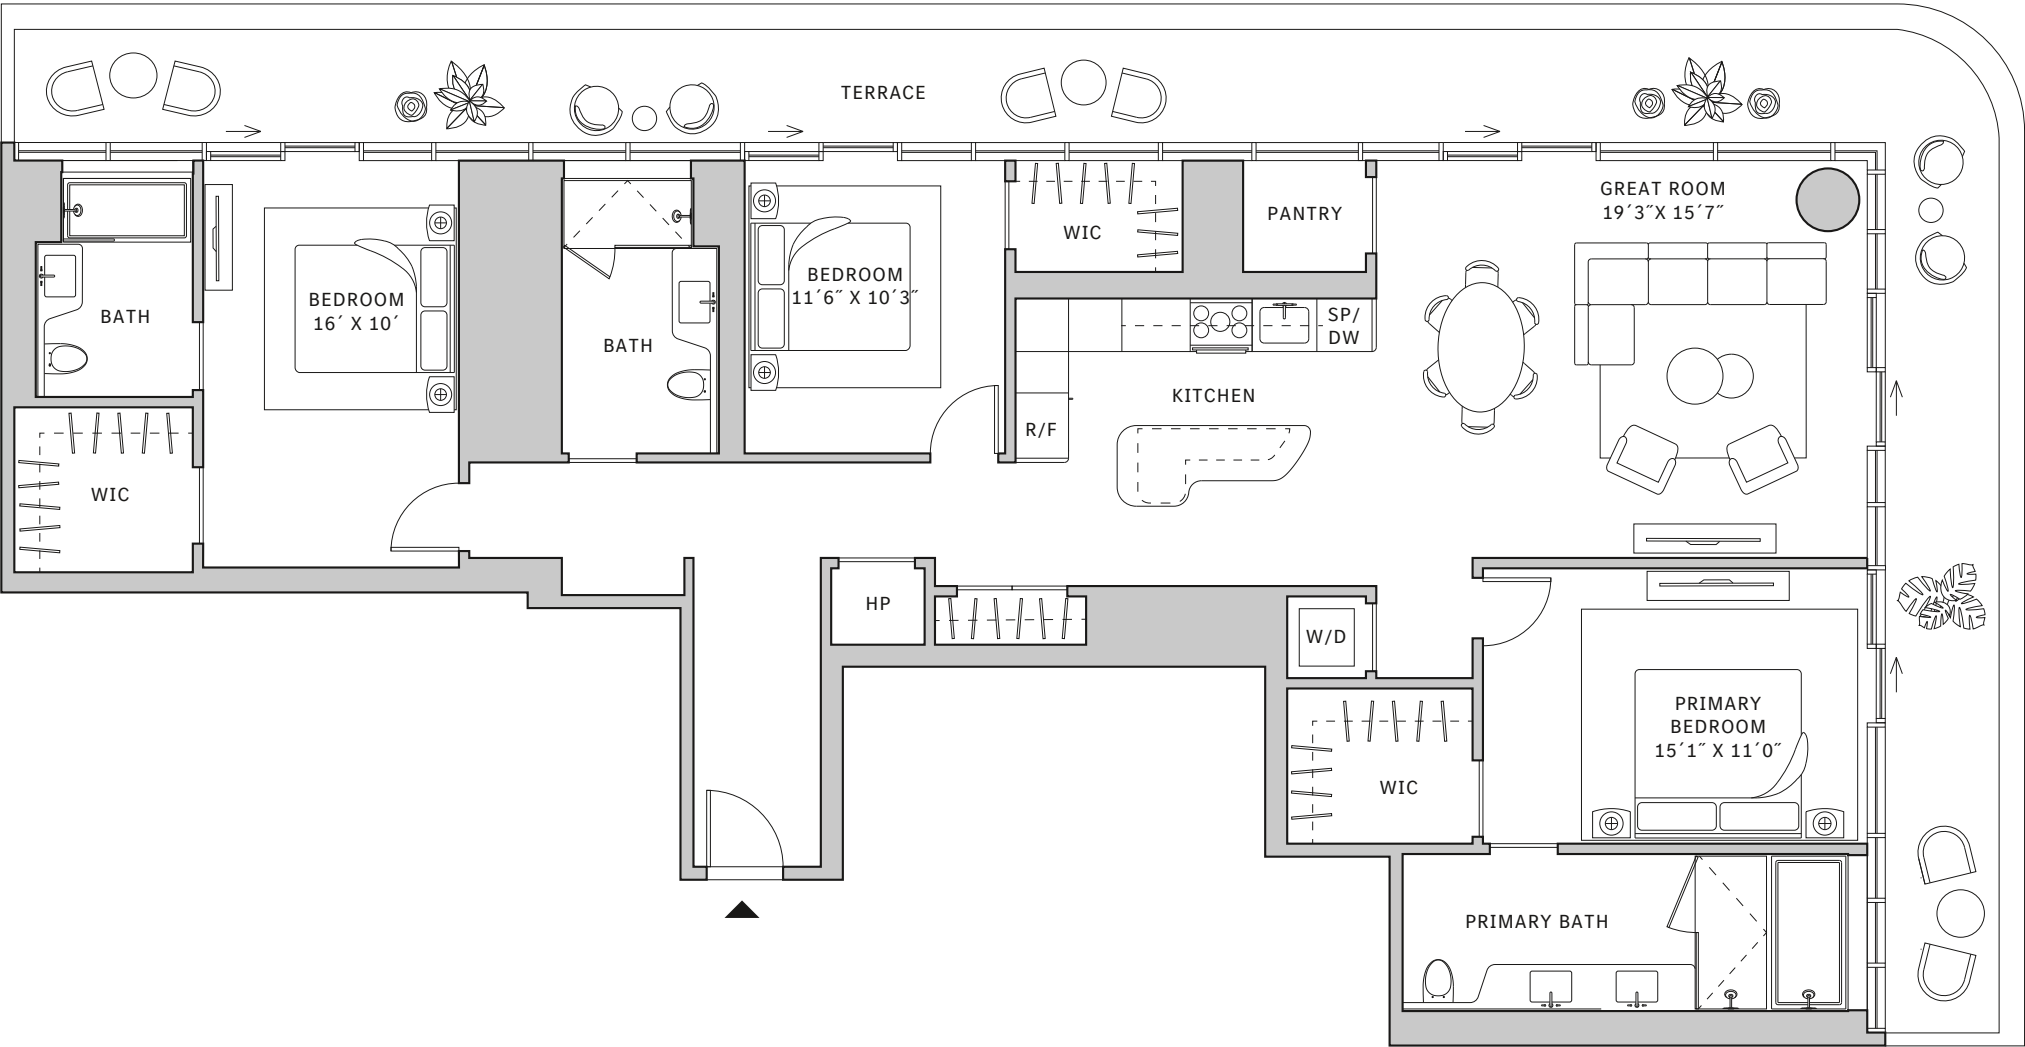 TERRACE
GREAT ROOM
19´3˝X 15´7˝
PANTRY
WIC
BEDROOM
11´6˝ X 10´3˝
BEDROOM
16´ X 10´
BATH
BATH
SP/
DW
KITCHEN
R/F
WIC
HP
W/D
PRIMARY
BEDROOM
15´1˝ X 11´0˝
WIC
PRIMARY BATH